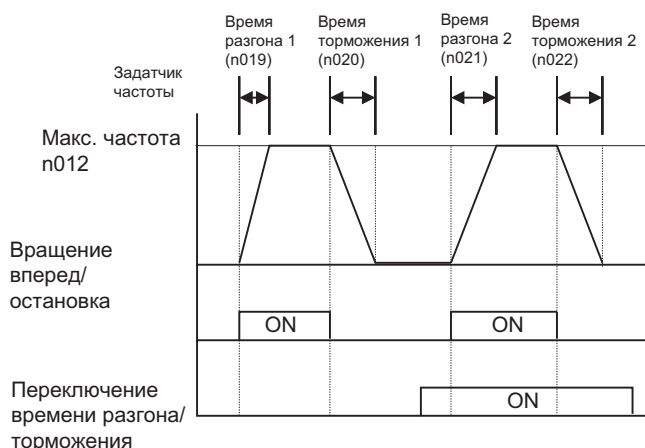 Время
разгона 1
(n019)
Время
торможения 1
(n020)
Время
разгона 2
(n021)
Время
торможения 2
(n022)
Задатчик
частоты
Макс. частота
n012
Вращение
вперед/
остановка
ON
ON
Переключение
времени разгона/
торможения
ON